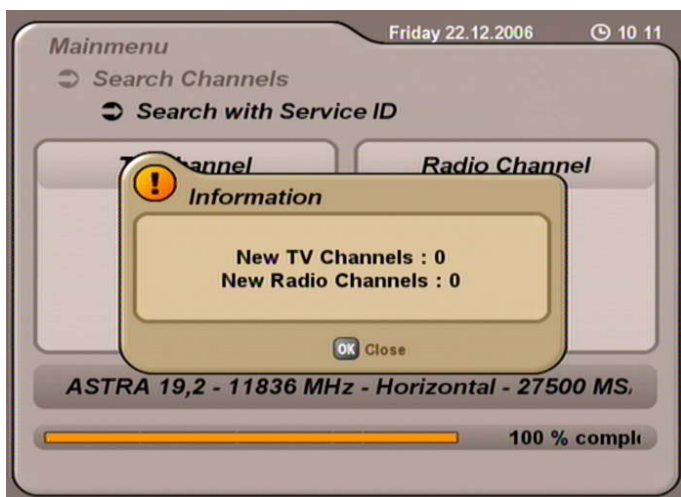 Friday 22.12.2006 10 11
Mainmenu
Search Channels
Search with Service ID
Radio Channel
Information
New TV Channels : 0
New Radio Channels : 0
OK Close
ASTRA 19,2 - 11836 MHz - Horizontal - 27500 MS
100 %